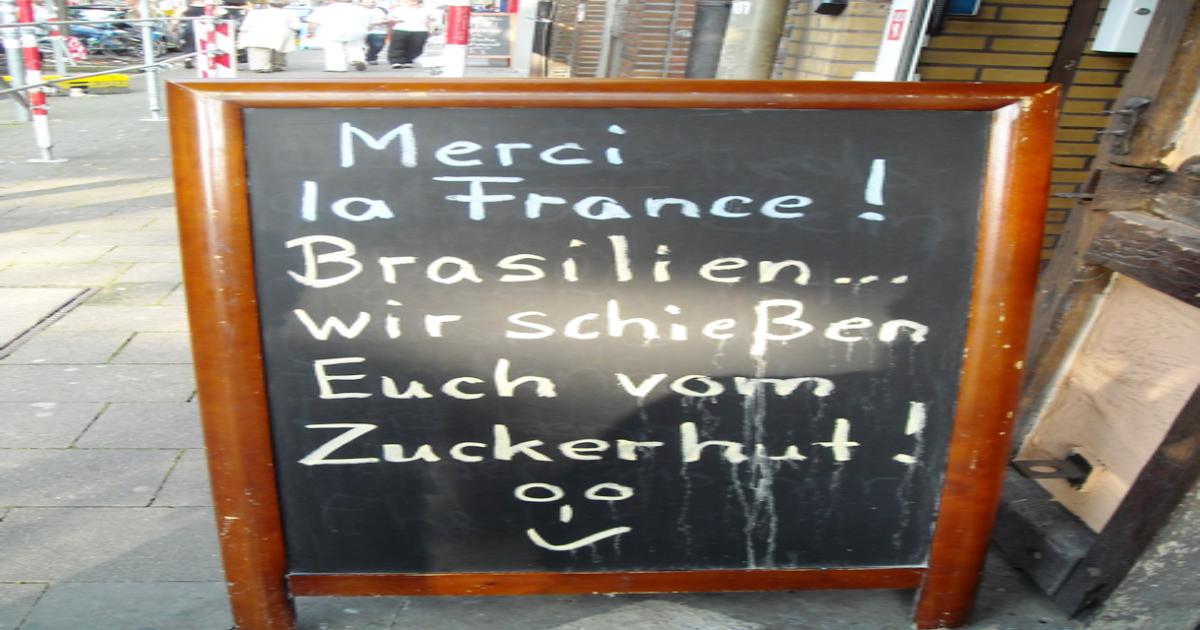 Merci
la France!
Brasilien...
wir schießen
Euch vom
Zuckerhut!